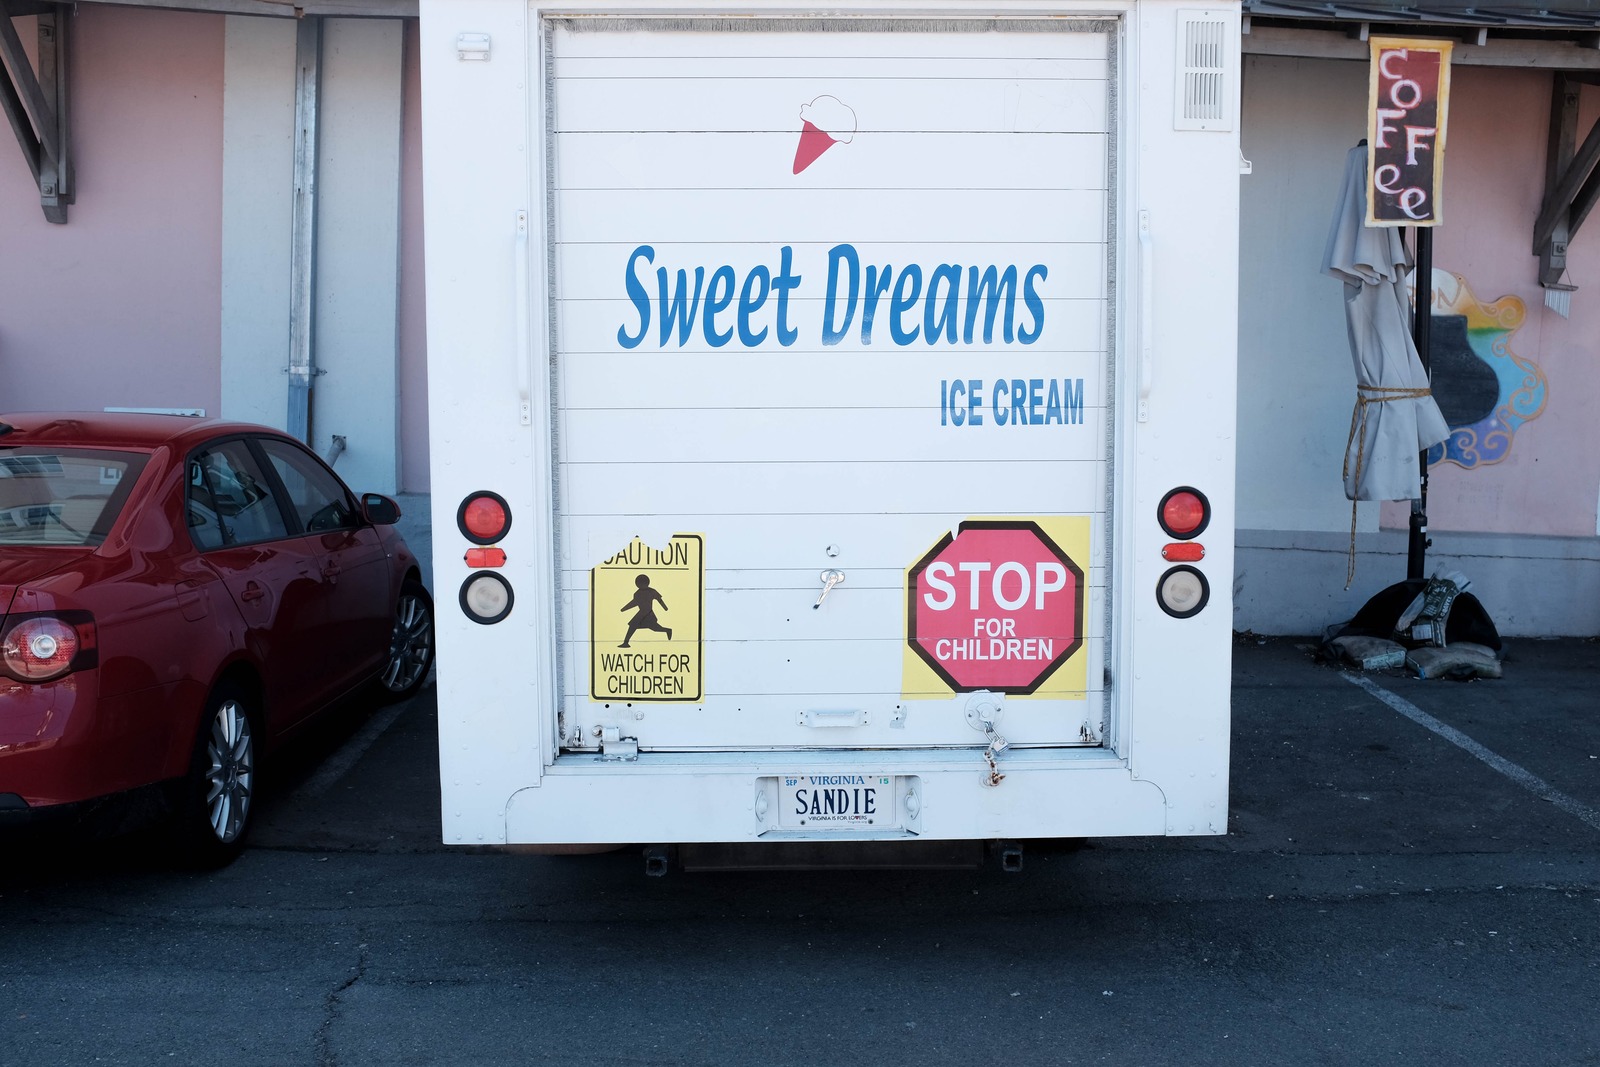 Sweet Dreams
ICE CREAM
CAUTION
WATCH FOR
CHILDREN
STOP
FOR
CHILDREN
SEP VIRGINIA 15
SANDIE
VIRGINIA IS FOR LOVERS
COFFee